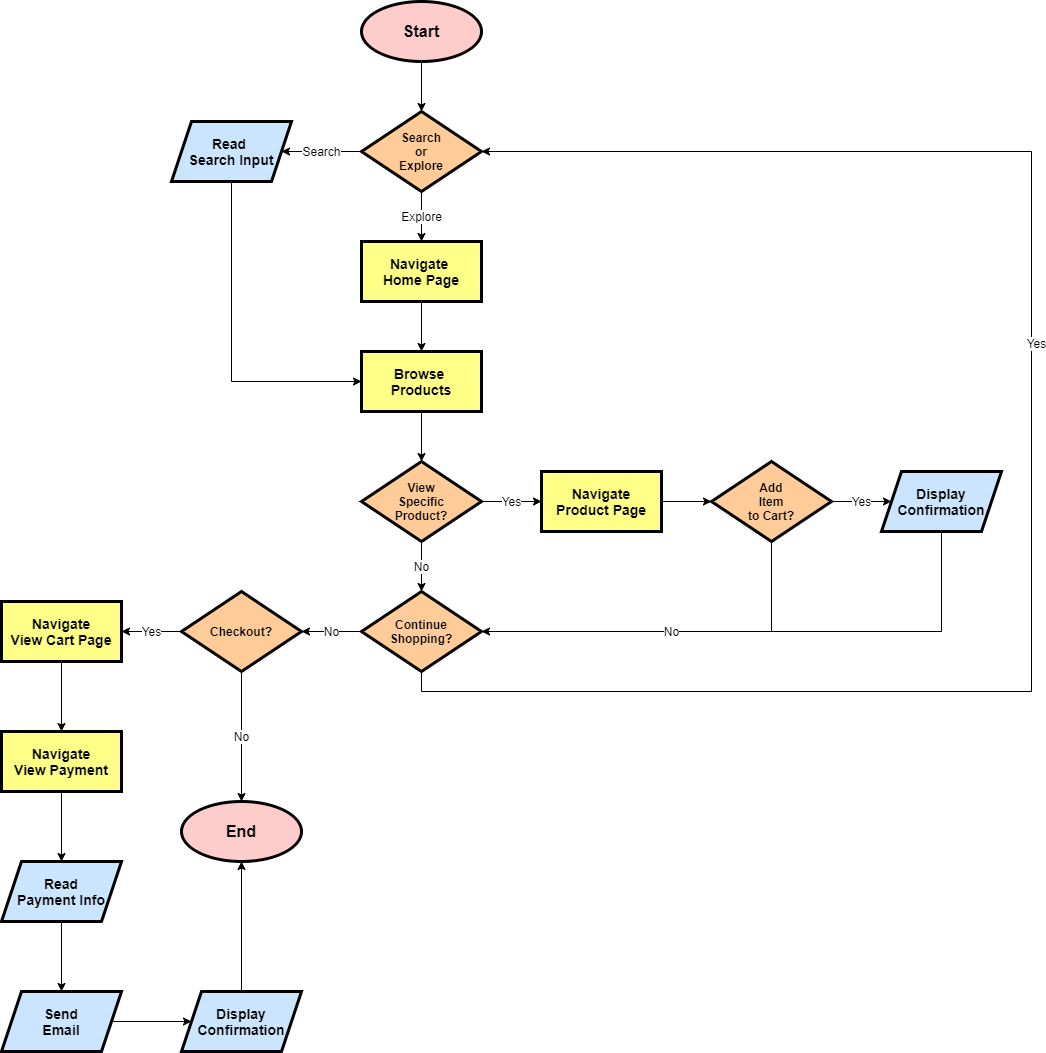 Start
Search
or
Explore
Search
Read
Search Input
Explore
Navigate
Home Page
Yes
Browse
Products
View
Specific
Product?
Yes
Navigate
Product Page
Add
Item
to Cart?
Yes
Display
Confirmation
No
Navigate
View Cart Page
Yes
Checkout?
No
Continue
Shopping?
No
No
Navigate
View Payment
End
Read
Payment Info
Send
Email
Display
Confirmation